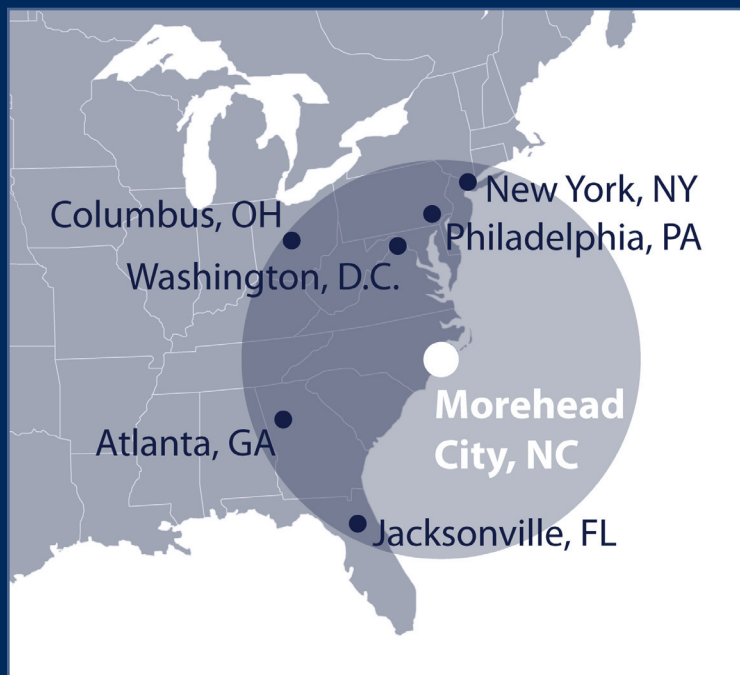 New York, NY
Columbus, OH
Philadelphia, PA
Washington, D.C.
Morehead
City, NC
Atlanta, GA
Jacksonville, FL